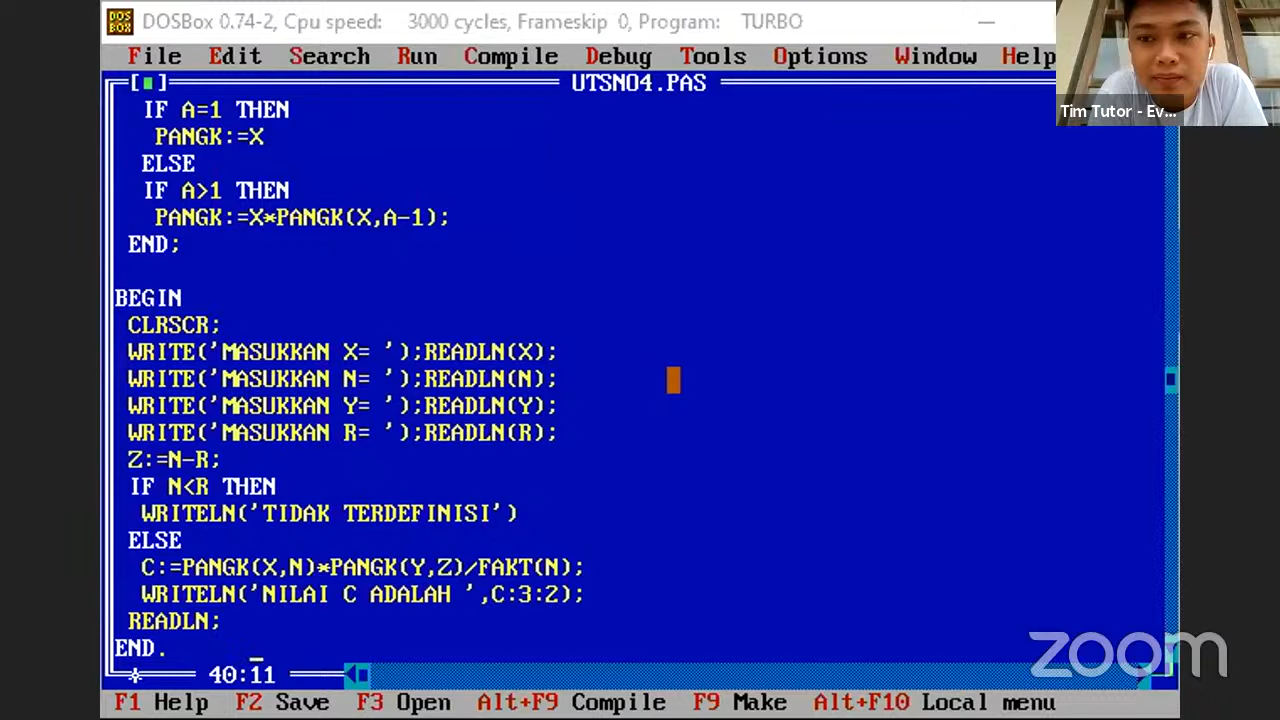 DOSBox 0.74-2, Cpu speed: 3000 cycles, Frameskip 0, Program: TURBO
File Edit Search Run Compile Debug Tools Options Window Help
UTSNO4.PAS
Tim Tutor - Ev...
IF A=1 THEN
PANGK:=X
ELSE
IF A>1 THEN
PANGK:=X*PANGK(X,A-1);
END;
BEGIN
CLRSCR;
WRITE('MASUKKAN X= ');READLN(X);
WRITE('MASUKKAN N= ');READLN(N);
WRITE('MASUKKAN Y= ');READLN(Y);
WRITE('MASUKKAN R= ');READLN(R);
Z:=N-R;
IF N<R THEN
WRITELN('TIDAK TERDEFINISI')
ELSE
C:=PANGK(X,N)*PANGK(Y,Z)/FAKT(N);
WRITELN('NILAI C ADALAH ',C:3:2);
READLN;
END.
zoom
40:11
F1 Help F2 Save F3 Open Alt+F9 Compile F9 Make Alt+F10 Local menu